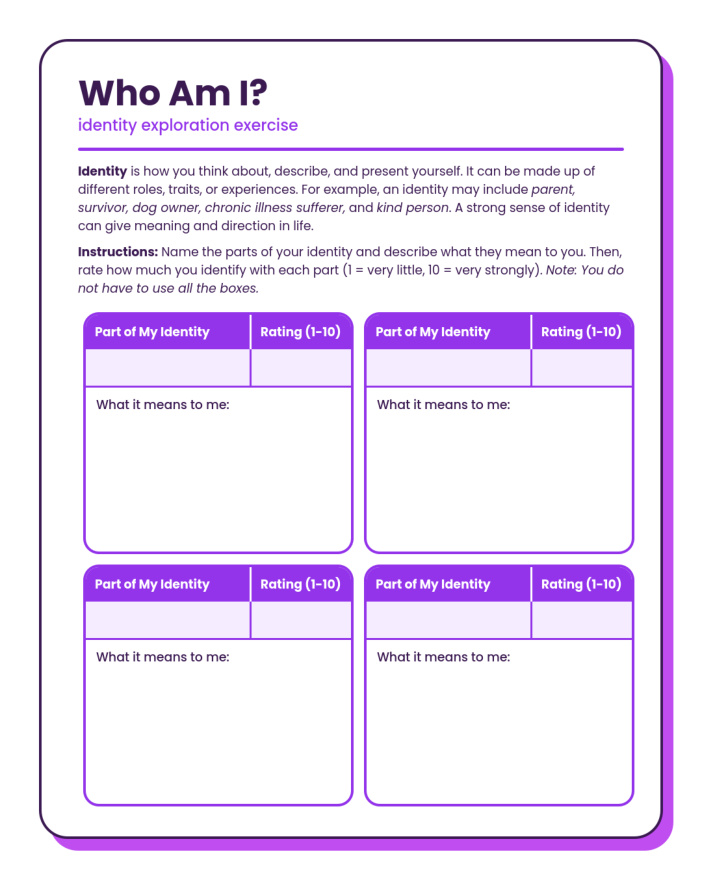 Who Am I?
identity exploration exercise
Identity is how you think about, describe, and present yourself. It can be made up of
different roles, traits, or experiences. For example, an identity may include parent,
survivor, dog owner, chronic illness sufferer, and kind person. A strong sense of identity
can give meaning and direction in life.
Instructions: Name the parts of your identity and describe what they mean to you. Then,
rate how much you identify with each part (1 = very little, 10 = very strongly). Note: You do
not have to use all the boxes.
Part of My Identity Rating (1-10)
What it means to me:
Part of My Identity Rating (1-10)
What it means to me:
Part of My Identity Rating (1-10)
What it means to me:
Part of My Identity Rating (1-10)
What it means to me: